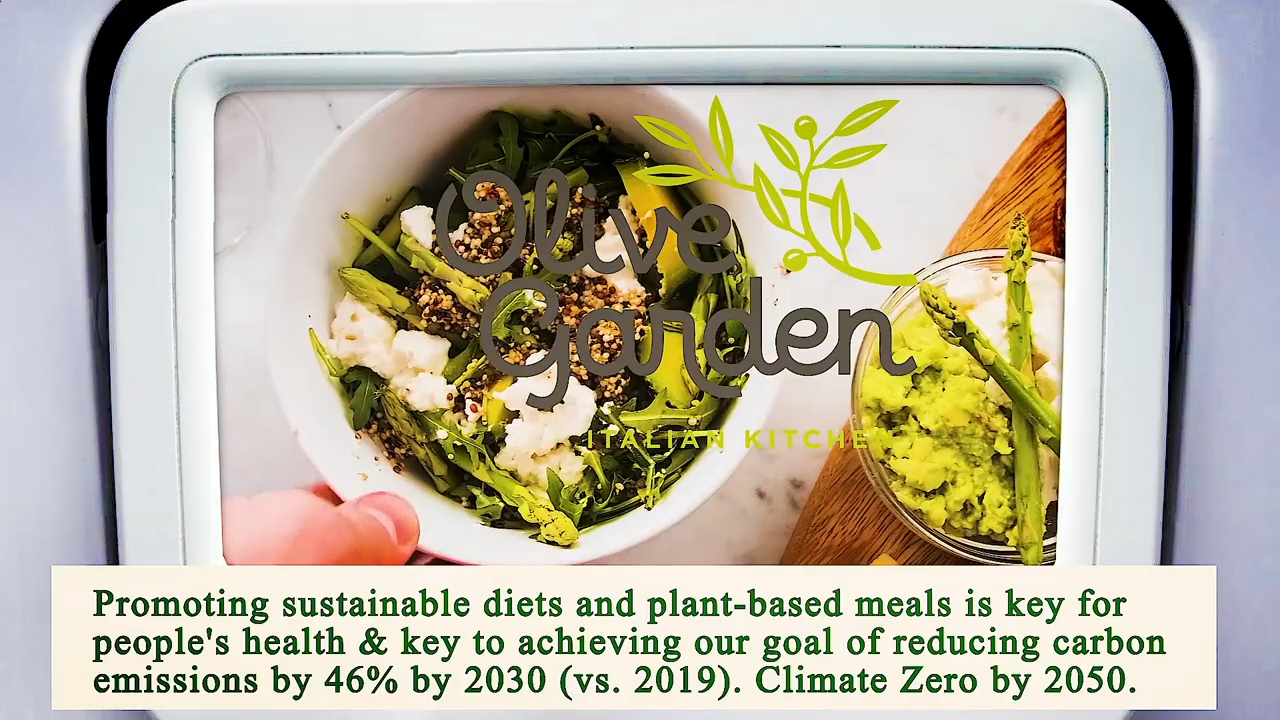 Olive
Garden
ITALIAN KITCHEN
Promoting sustainable diets and plant-based meals is key for
people's health & key to achieving our goal of reducing carbon
emissions by 46% by 2030 (vs. 2019). Climate Zero by 2050.